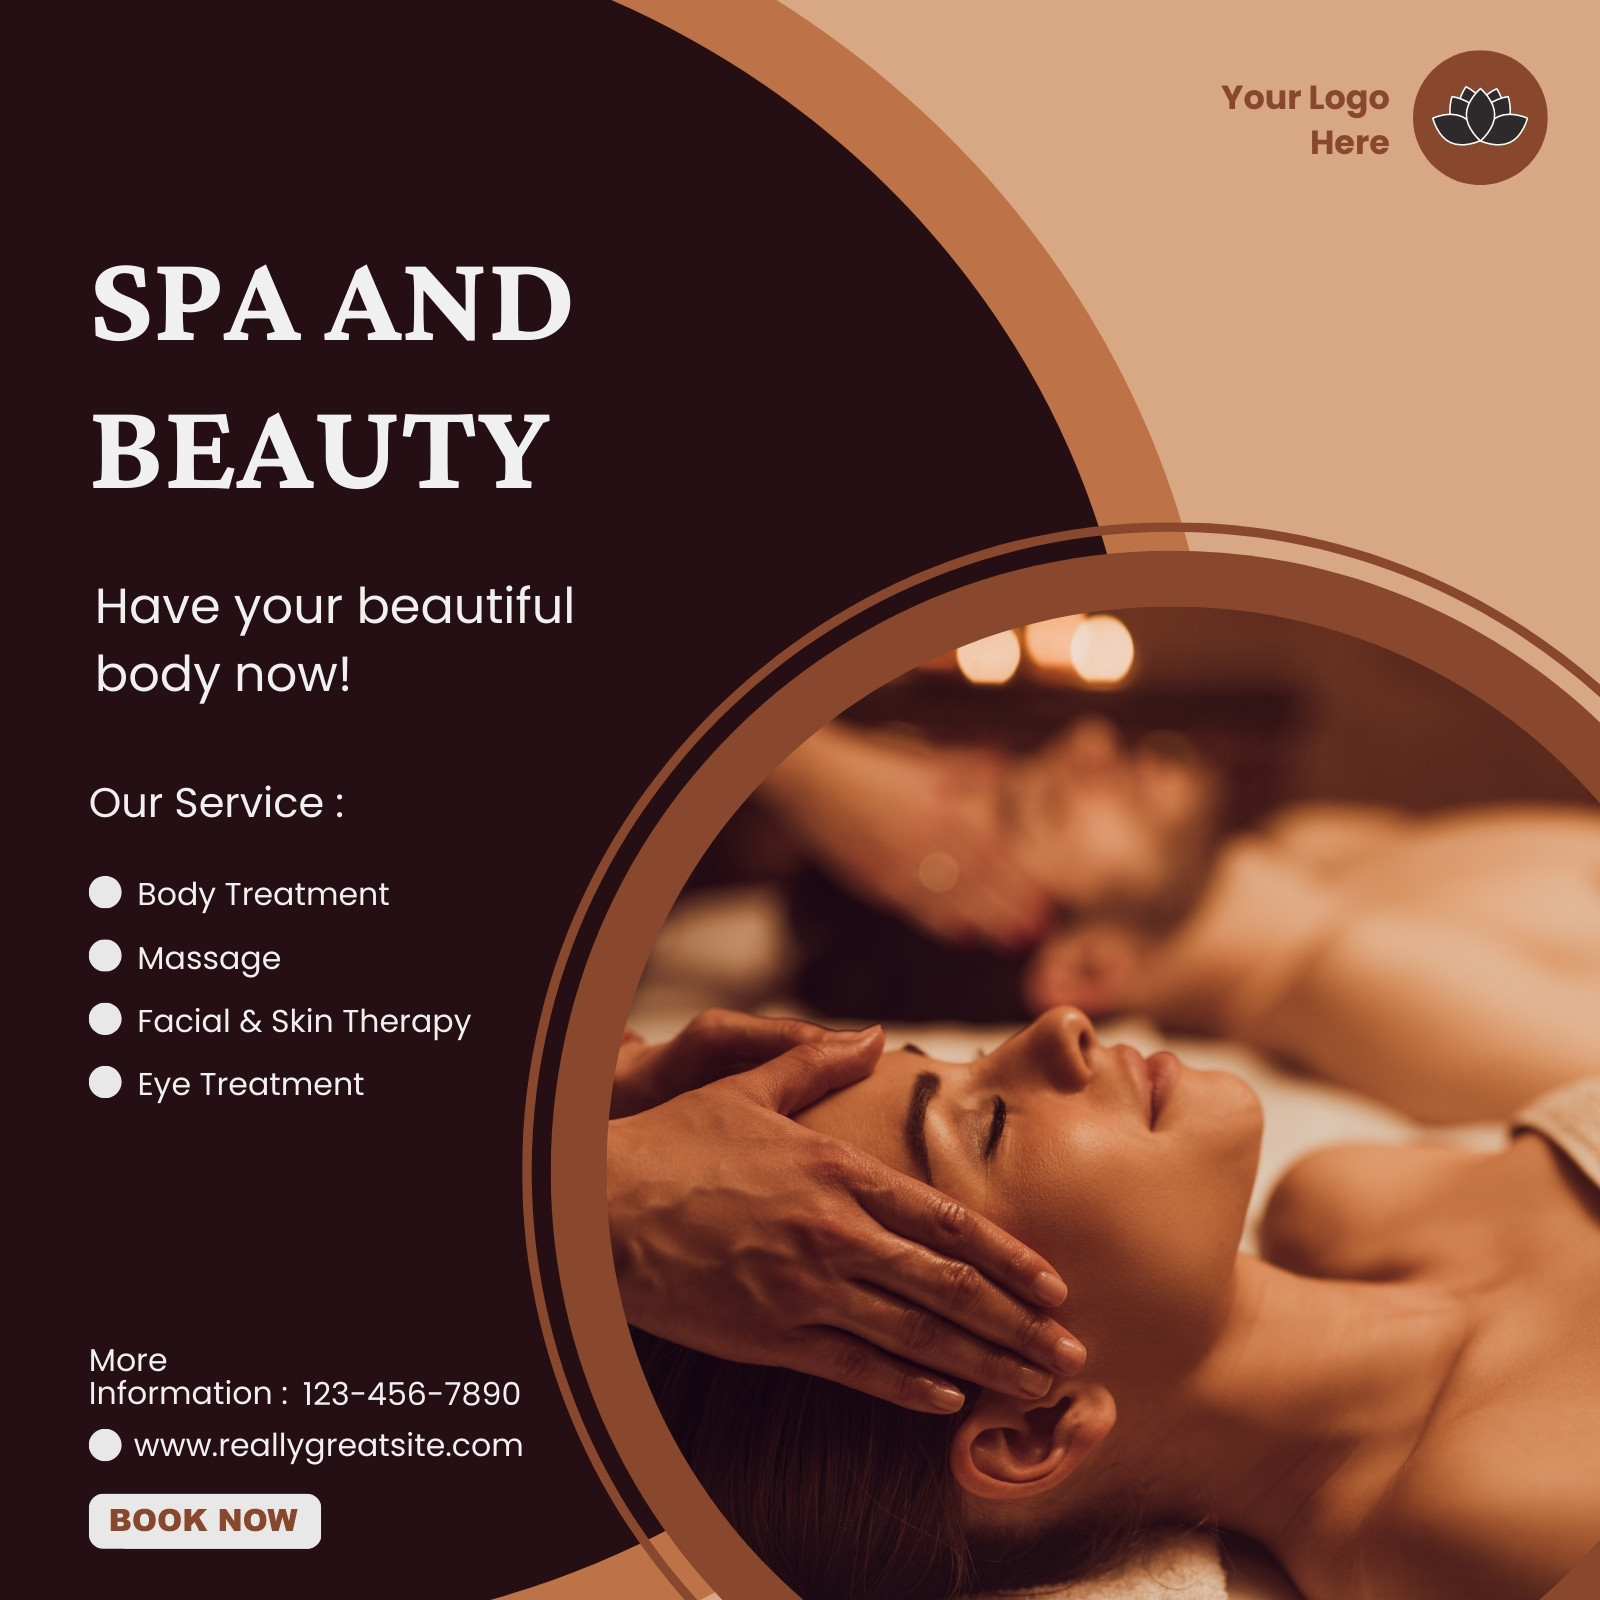 Your Logo
Here
SPA AND
BEAUTY
Have your beautiful
body now!
Our Service :
Body Treatment
Massage
Facial & Skin Therapy
Eye Treatment
More
Information : 123-456-7890
www.reallygreatsite.com
BOOK NOW